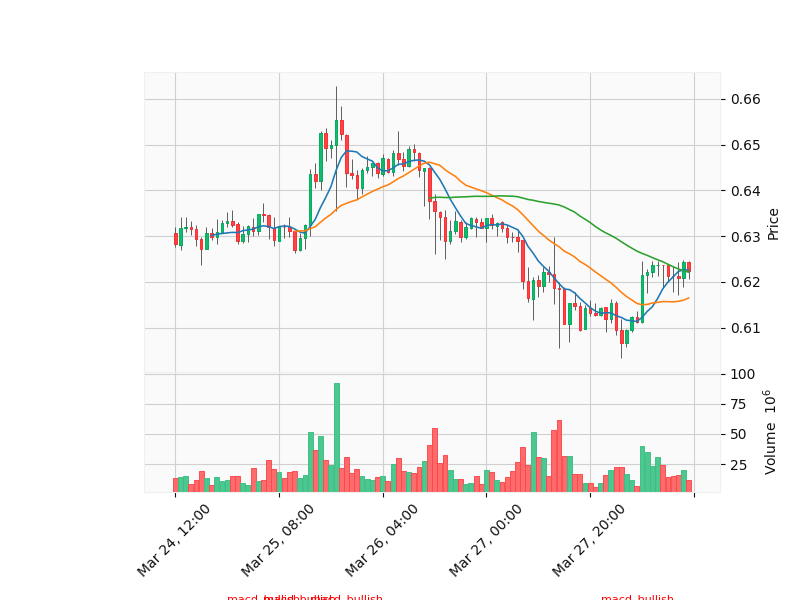 0.66
0.65
0.64
0.63
0.62
0.61
Price
100
75
50
25
Volume 10⁶
Mar 24, 12:00
Mar 25, 08:00
Mar 26, 04:00
Mar 27, 00:00
Mar 27, 20:00
macd_bullish
macd_bullish
macd_bullish